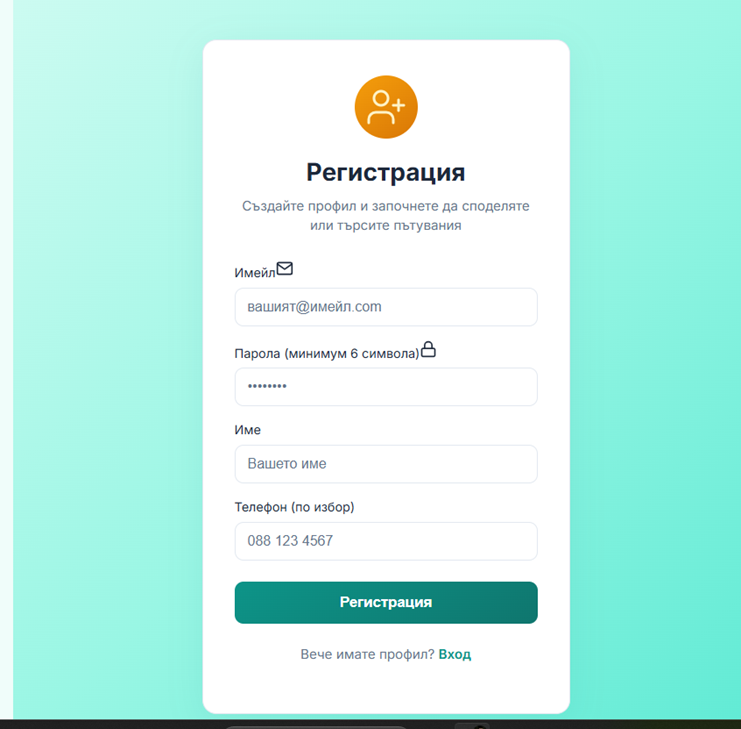 Регистрация
Създайте профил и започнете да споделяте
или търсите пътувания
Имейл
вашият@имейл.com
Парола (минимум 6 символа)
••••••••
Име
Вашето име
Телефон (по избор)
088 123 4567
Регистрация
Вече имате профил? Вход